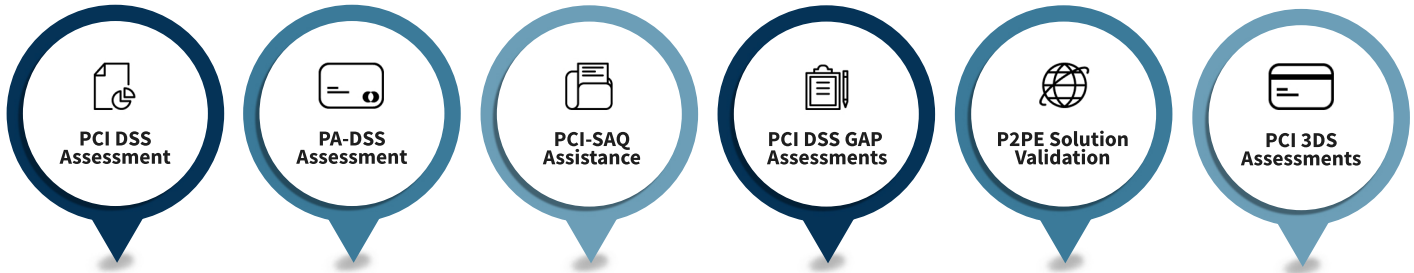 PCI DSS
Assessment
PA-DSS
Assessment
PCI-SAQ
Assistance
PCI DSS GAP
Assessments
P2PE Solution
Validation
PCI 3DS
Assessments